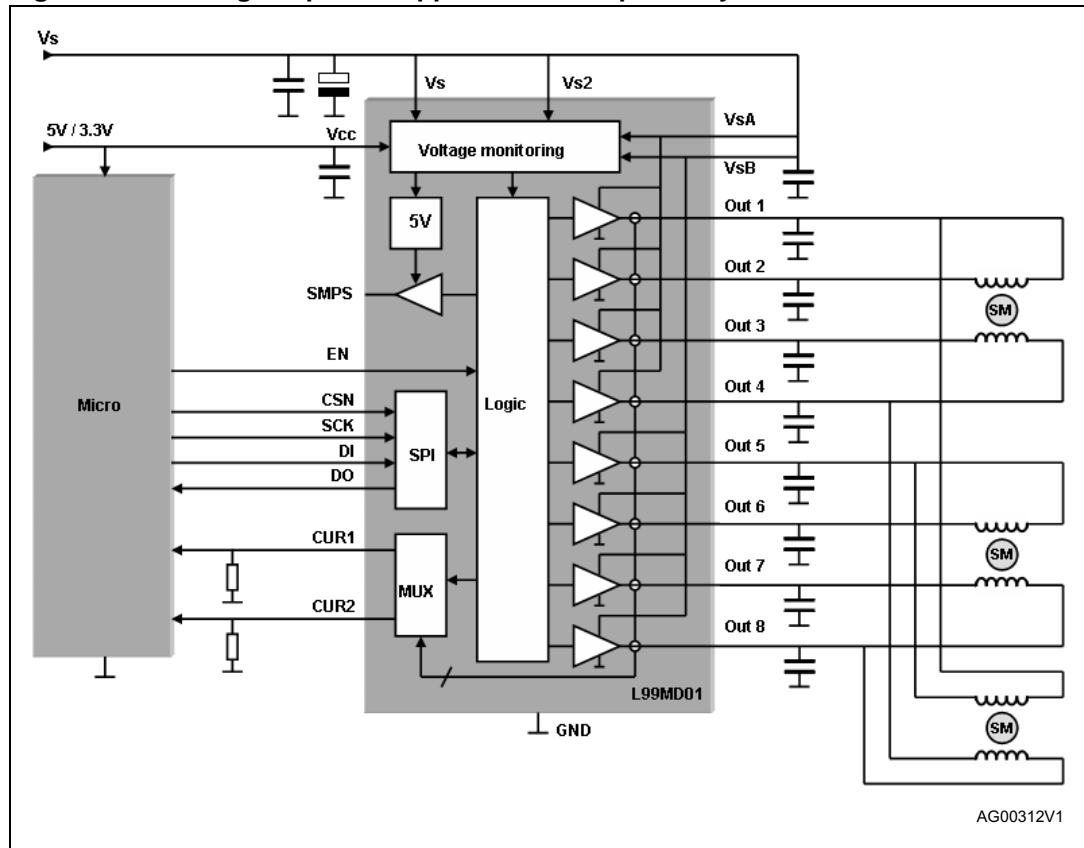 Vs
Vs
Vs2
VsA
5V / 3.3V
Vcc
Voltage monitoring
VsB
Out 1
5V
Out 2
SMPS
SM
Out 3
EN
Micro
CSN
Logic
Out 4
SCK
DI
SPI
Out 5
DO
Out 6
SM
CUR1
Out 7
MUX
CUR2
Out 8
L99MD01
GND
SM
AG00312V1